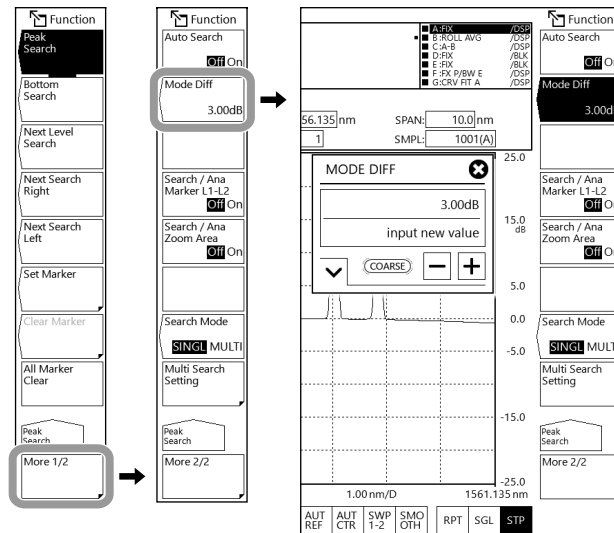 Function
Peak
Search
Bottom
Search
Next Level
Search
Next Search
Right
Next Search
Left
Set Marker
Clear Marker
All Marker
Clear
Peak
Search
More 1/2
Function
Auto Search
Off On
Mode Diff
3.00dB
Search / Ana
Marker L1-L2
Off On
Search / Ana
Zoom Area
Off On
Search Mode
SINGL MULTI
Multi Search
Setting
Peak
Search
More 2/2
A:FIX /DSP
B:ROLL AVG /DSP
C:A-B /DSP
D:FIX /BLK
E:FIX /BLK
F:FX P/BW E /DSP
G:CRV FIT A /DSP
56.135 nm SPAN: 10.0 nm
1 SMPL: 1001(A)
MODE DIFF
3.00dB
input new value
COARSE
25.0
15.0
dB
5.0
0.0
-5.0
-15.0
-25.0
1.00nm/D 1561.135nm
AUT
REF
AUT
CTR
SWP
1-2
SMO
OTH
RPT SGL STP
Function
Auto Search
Off On
Mode Diff
3.00d
Search / Ana
Marker L1-L2
Off On
Search / Ana
Zoom Area
Off On
Search Mode
SINGL MULT
Multi Search
Setting
Peak
Search
More 2/2